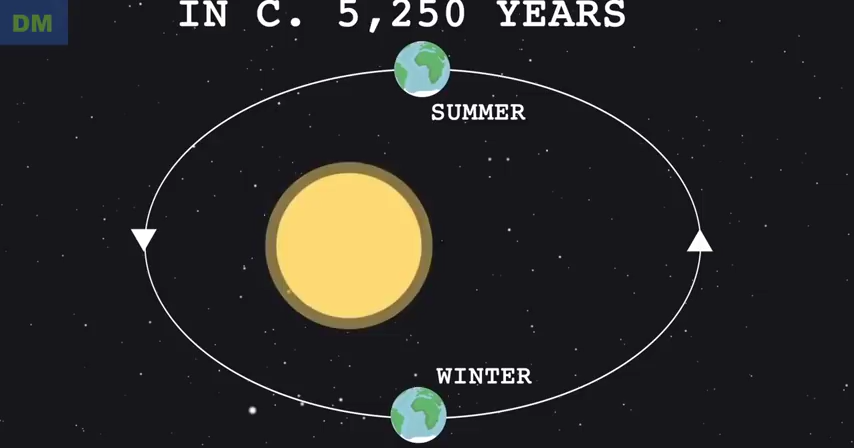 DM
IN C. 5,250 YEARS
SUMMER
WINTER